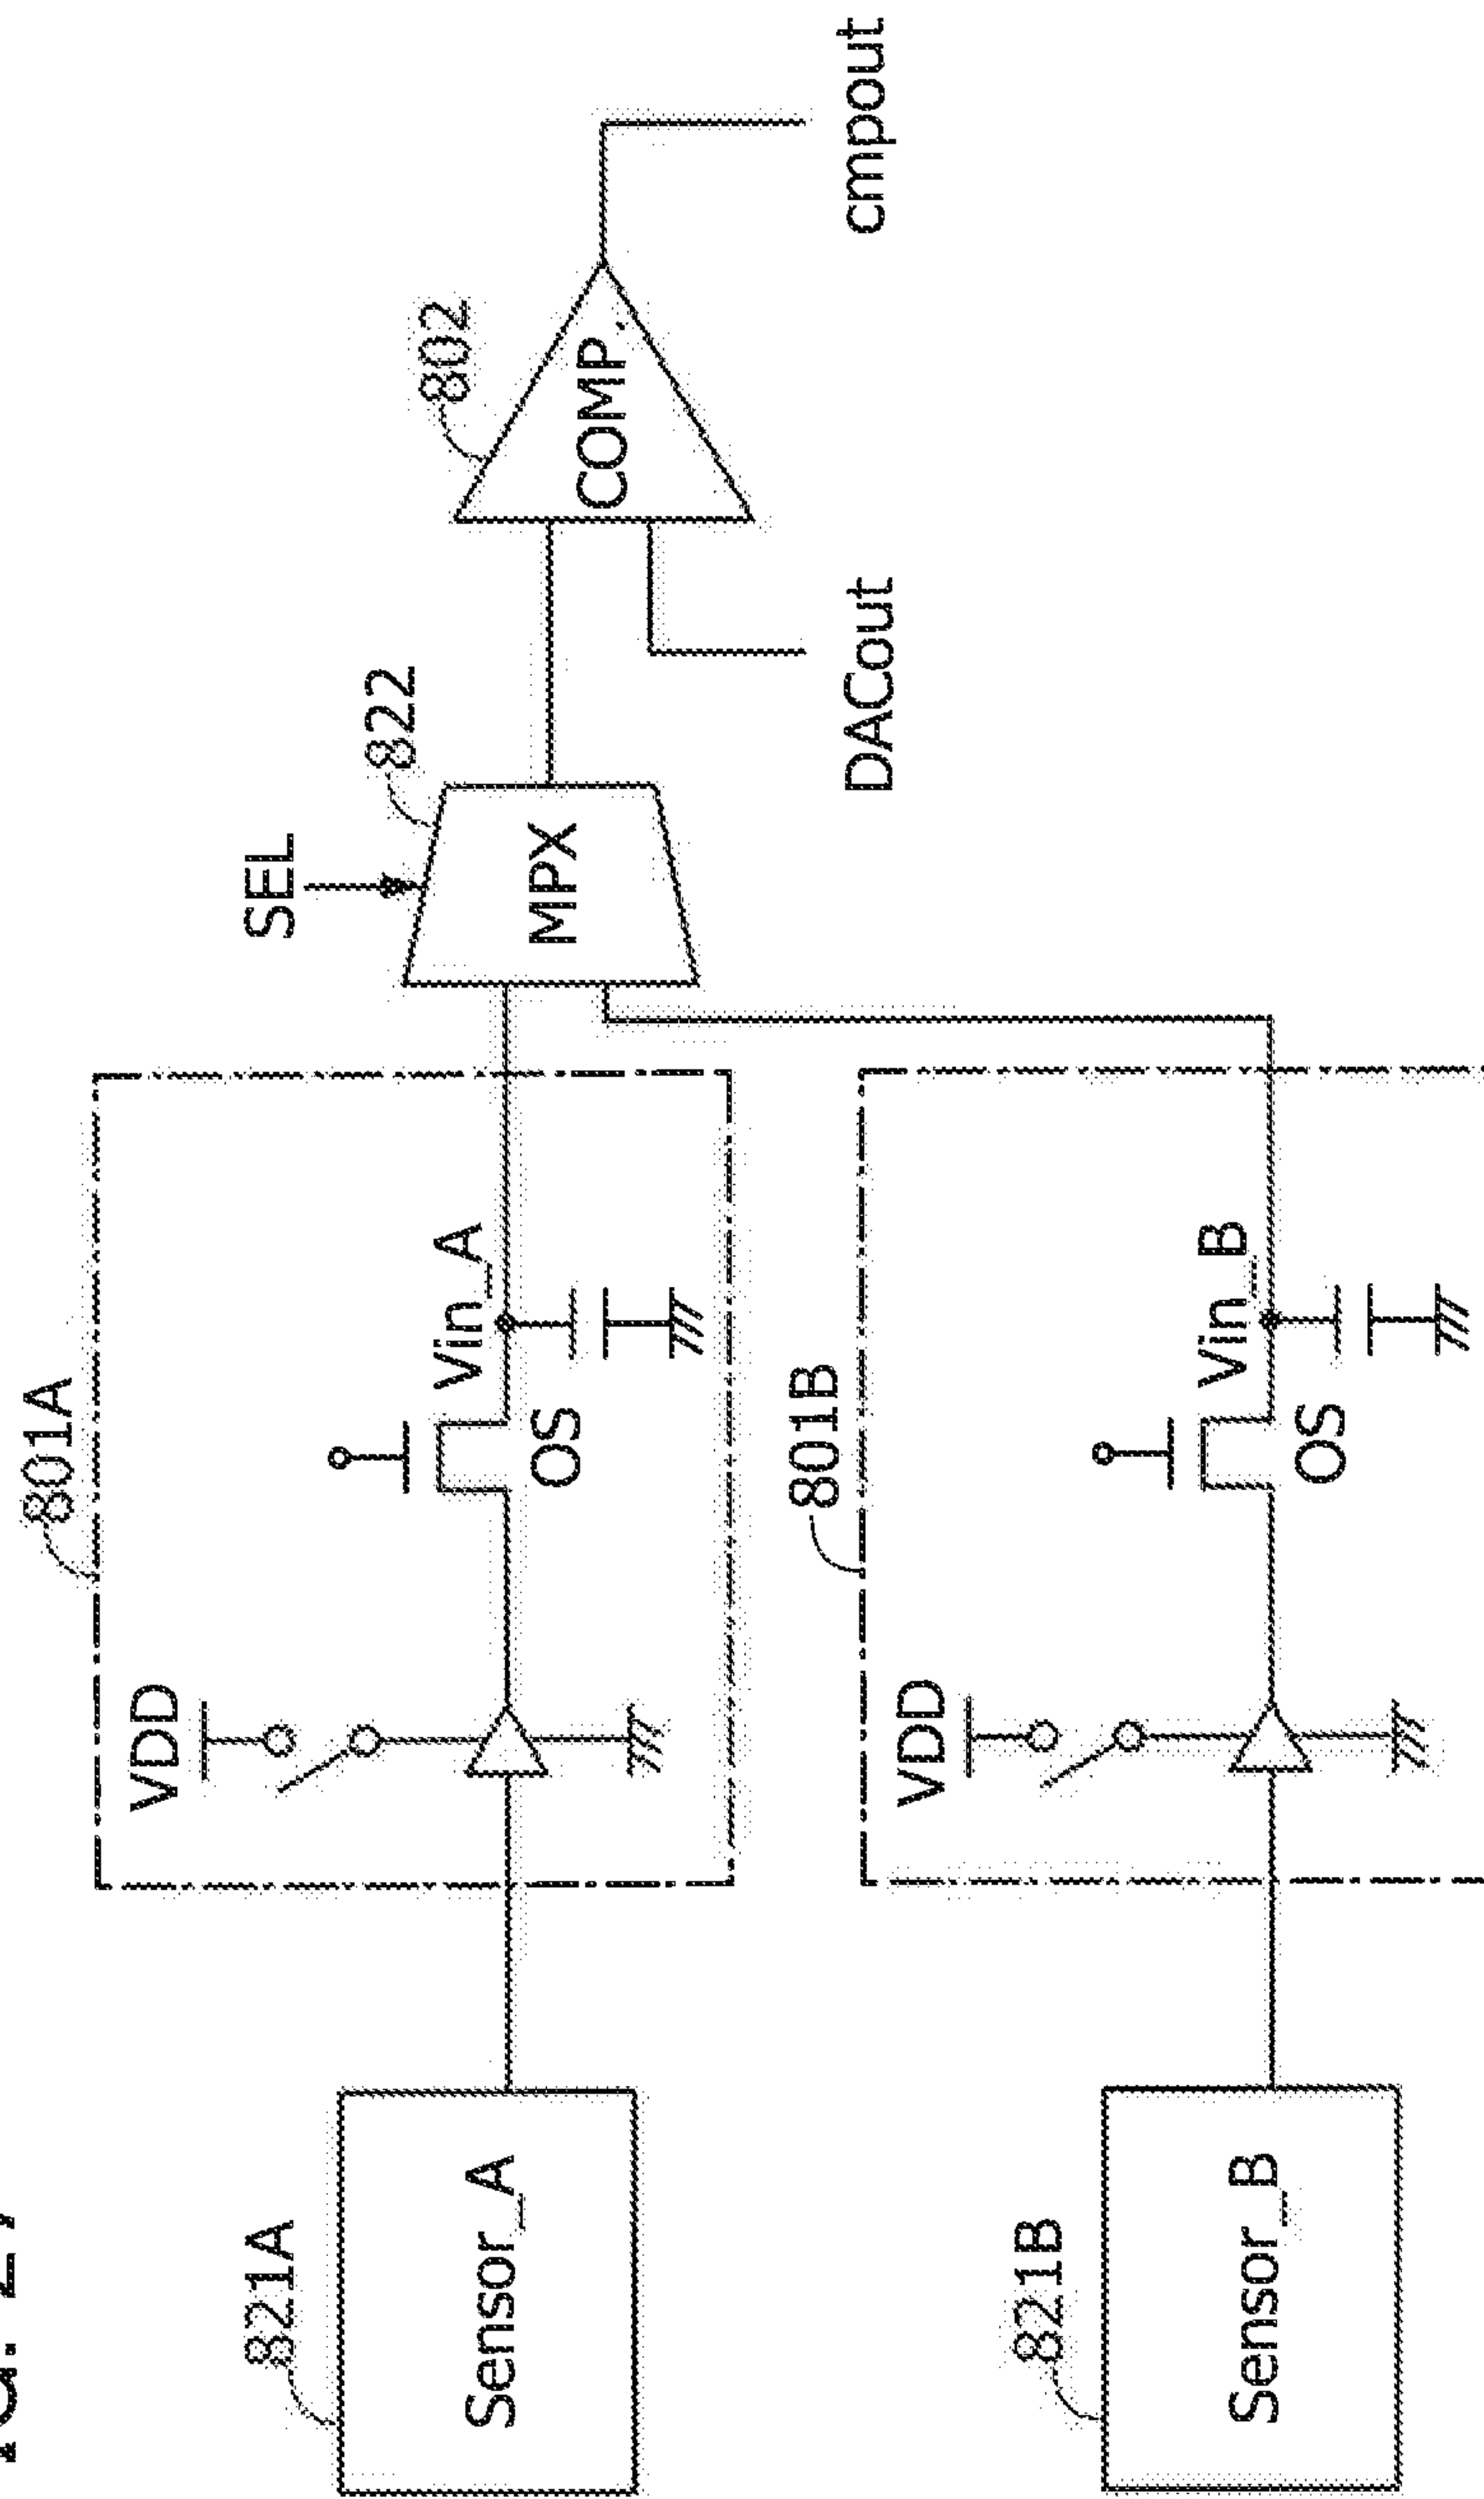 801A
VDD
Vin_A
OS
821A
Sensor_A
SEL
822
MPX
802
COMP.
DACout
cmpout
801B
VDD
Vin_B
OS
821B
Sensor_B